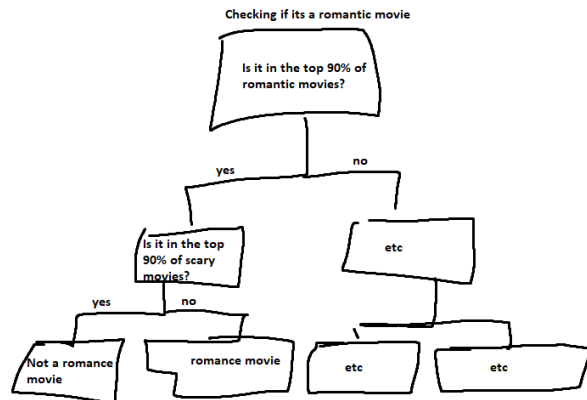 Checking if its a romantic movie
Is it in the top 90% of
romantic movies?
yes
no
Is it in the top
90% of scary
movies?
etc
yes
no
Not a romance
movie
romance movie
etc
etc